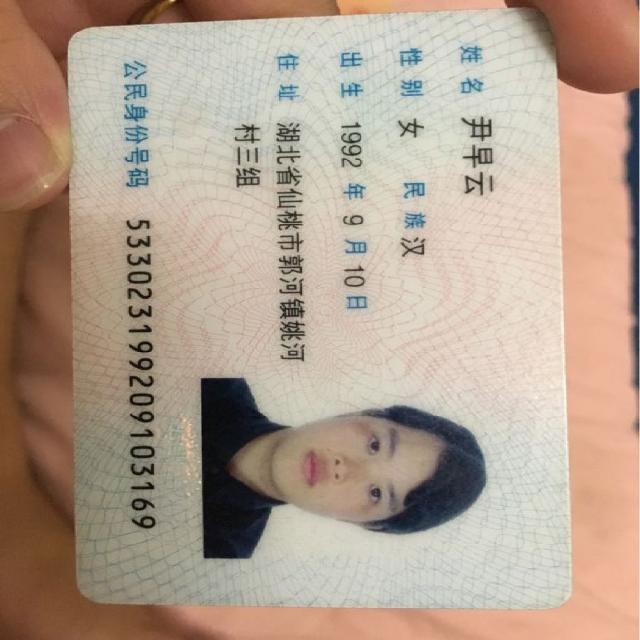 姓名 尹早云
性别 女 民族 汉
出生 1992 年 9 月 10 日
住址 湖北省仙桃市郭河镇姚河
村三组
公民身份号码 533023199209103169